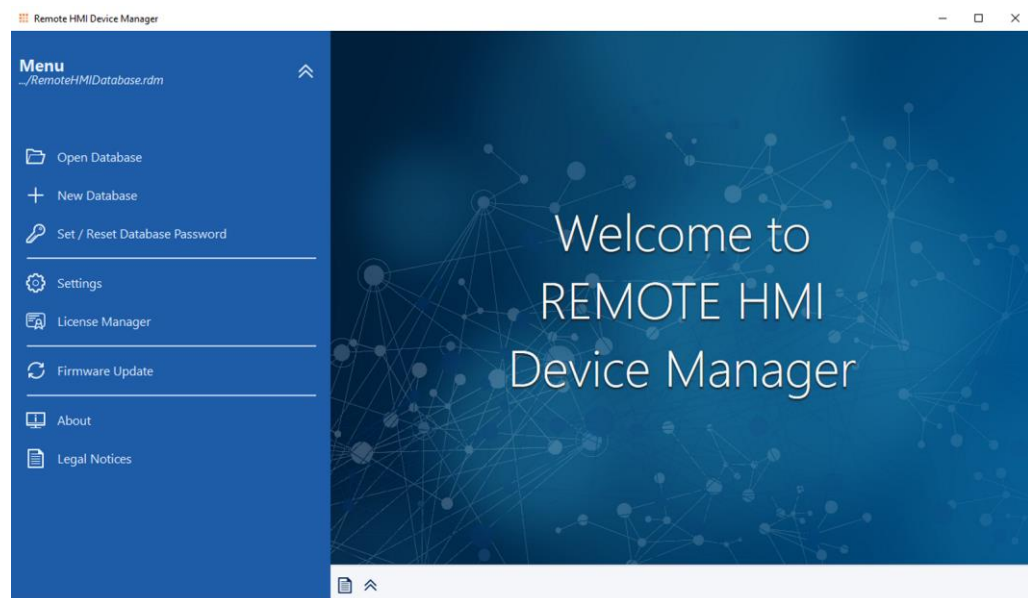 Remote HMI Device Manager
Menu
.../RemoteHMIDatabase.rdm
Open Database
New Database
Set / Reset Database Password
Settings
License Manager
Firmware Update
About
Legal Notices
Welcome to
REMOTE HMI
Device Manager